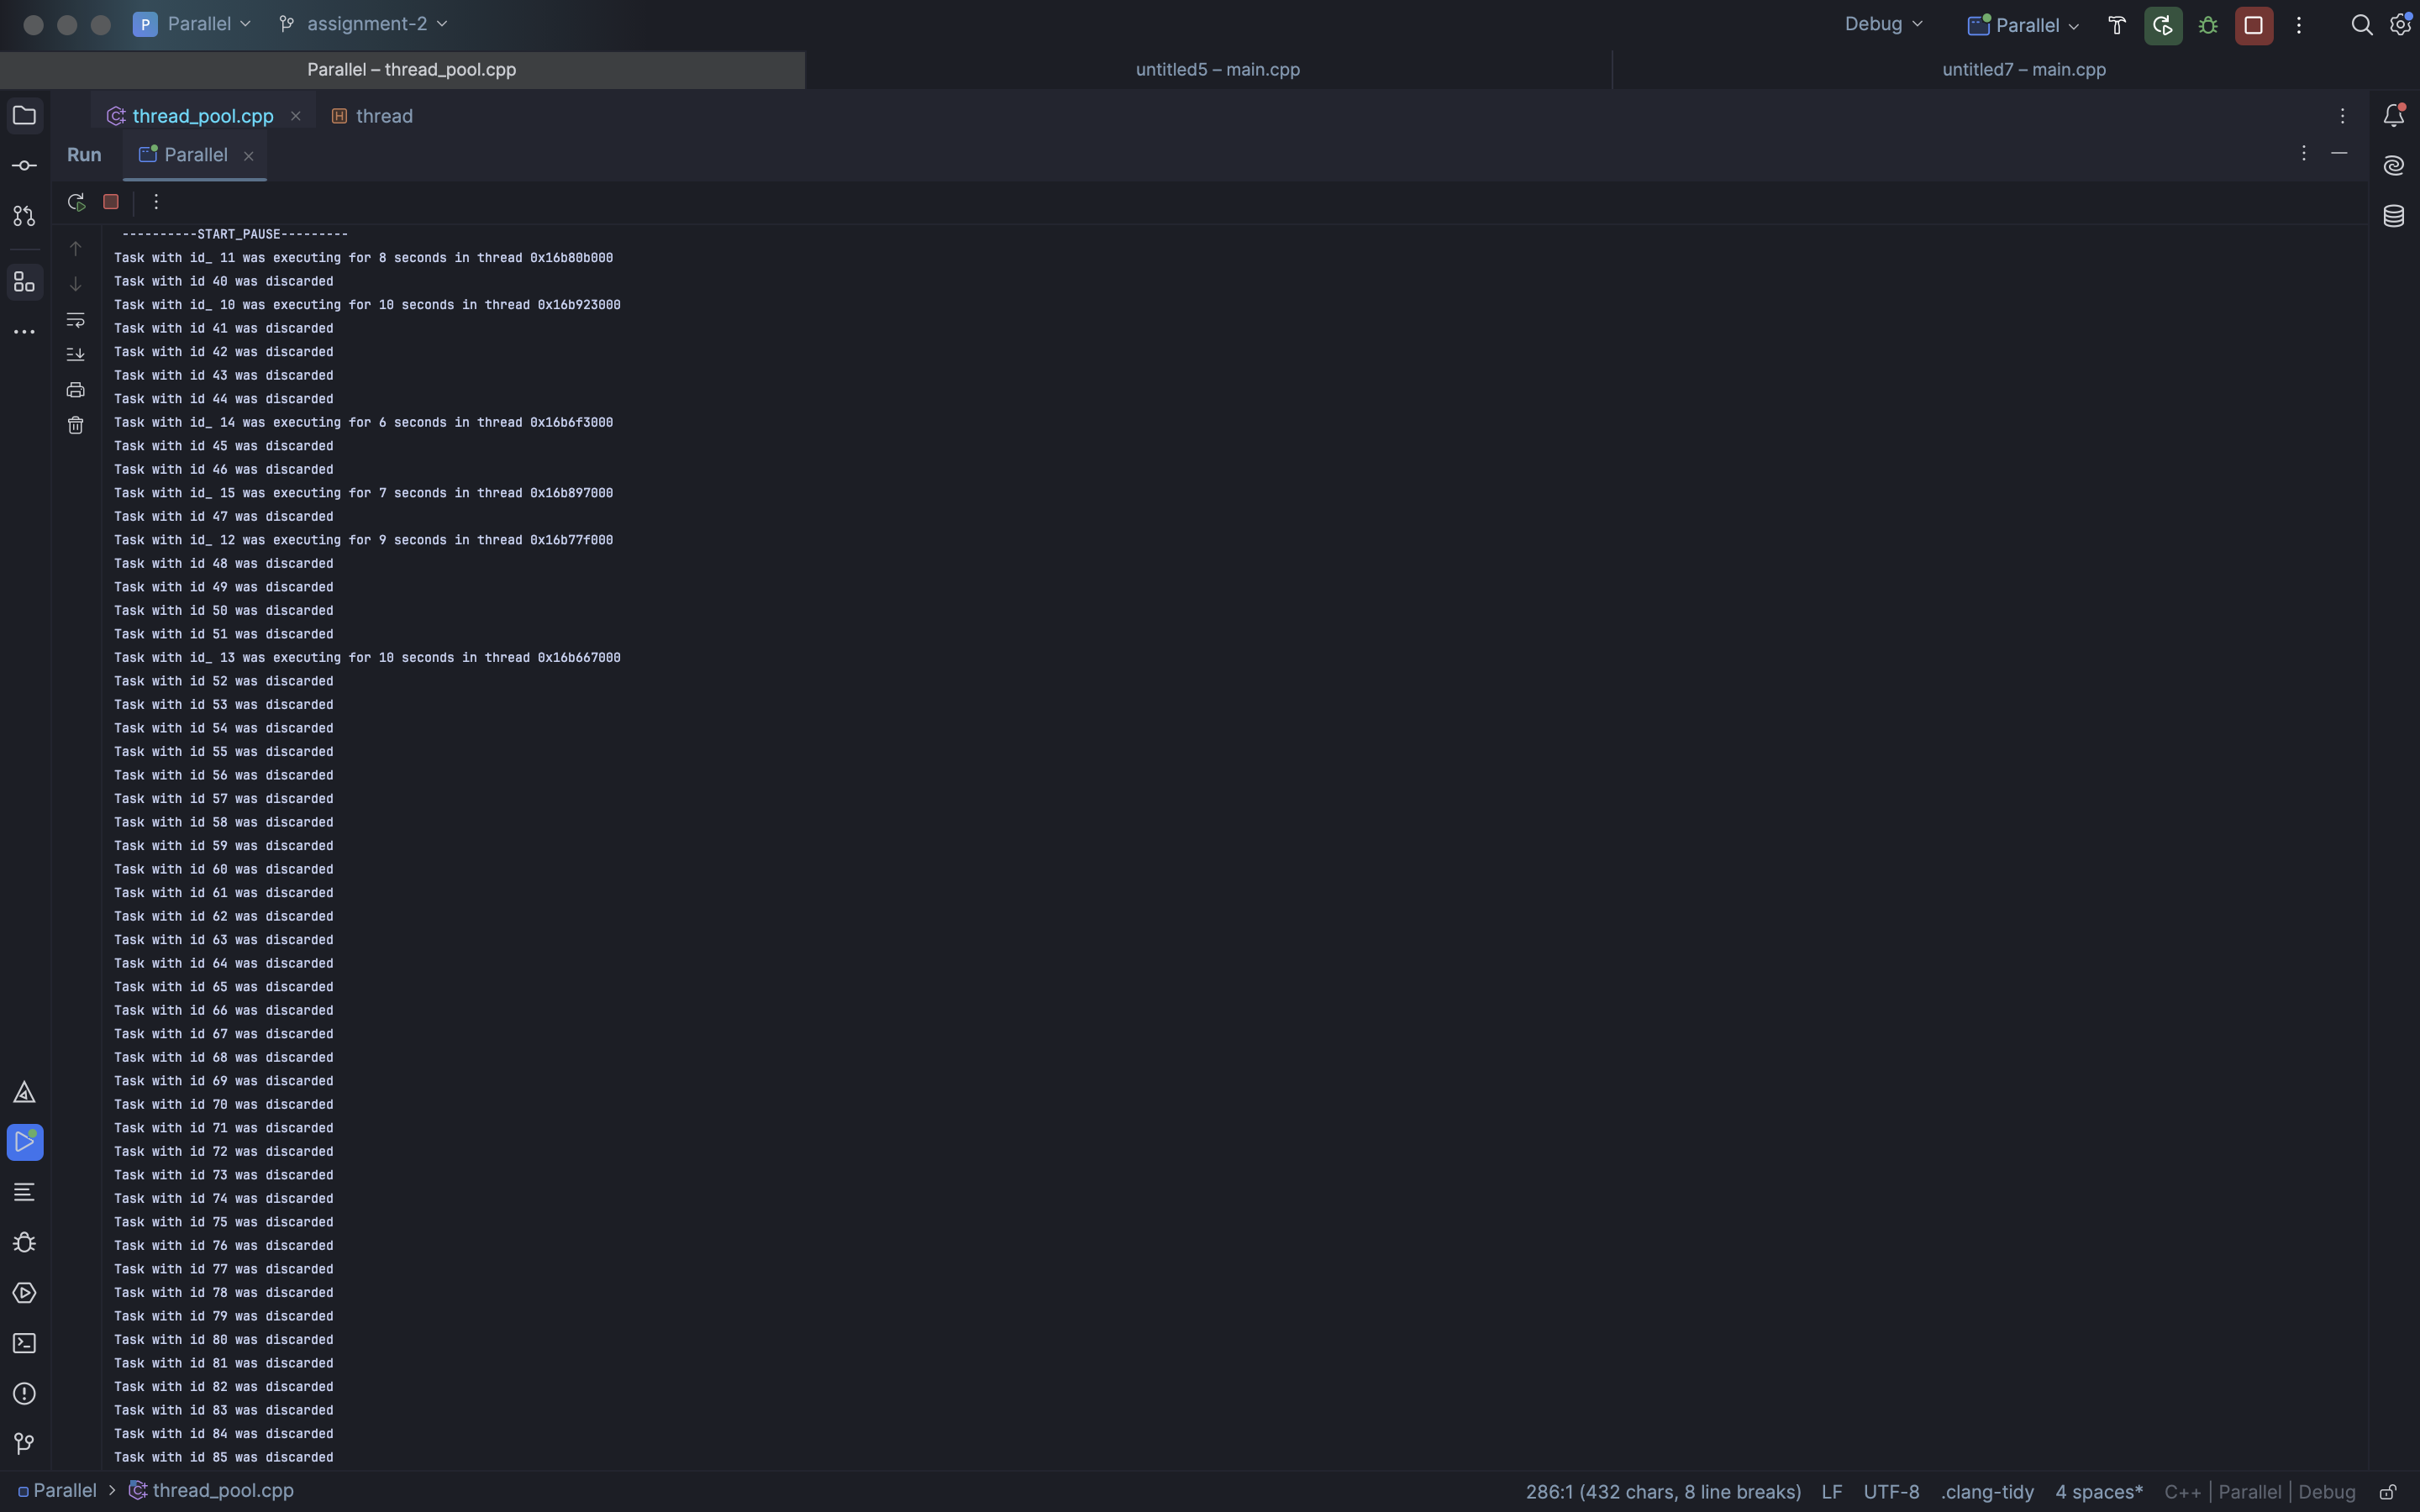 P Parallel assignment-2 Debug Parallel
Parallel – thread_pool.cpp untitled5 – main.cpp untitled7 – main.cpp
thread_pool.cpp H thread
Run Parallel
----------START_PAUSE---------
Task with id_ 11 was executing for 8 seconds in thread 0x16b80b000
Task with id 40 was discarded
Task with id_ 10 was executing for 10 seconds in thread 0x16b923000
Task with id 41 was discarded
Task with id 42 was discarded
Task with id 43 was discarded
Task with id 44 was discarded
Task with id_ 14 was executing for 6 seconds in thread 0x16b6f3000
Task with id 45 was discarded
Task with id 46 was discarded
Task with id_ 15 was executing for 7 seconds in thread 0x16b897000
Task with id 47 was discarded
Task with id_ 12 was executing for 9 seconds in thread 0x16b77f000
Task with id 48 was discarded
Task with id 49 was discarded
Task with id 50 was discarded
Task with id 51 was discarded
Task with id_ 13 was executing for 10 seconds in thread 0x16b667000
Task with id 52 was discarded
Task with id 53 was discarded
Task with id 54 was discarded
Task with id 55 was discarded
Task with id 56 was discarded
Task with id 57 was discarded
Task with id 58 was discarded
Task with id 59 was discarded
Task with id 60 was discarded
Task with id 61 was discarded
Task with id 62 was discarded
Task with id 63 was discarded
Task with id 64 was discarded
Task with id 65 was discarded
Task with id 66 was discarded
Task with id 67 was discarded
Task with id 68 was discarded
Task with id 69 was discarded
Task with id 70 was discarded
Task with id 71 was discarded
Task with id 72 was discarded
Task with id 73 was discarded
Task with id 74 was discarded
Task with id 75 was discarded
Task with id 76 was discarded
Task with id 77 was discarded
Task with id 78 was discarded
Task with id 79 was discarded
Task with id 80 was discarded
Task with id 81 was discarded
Task with id 82 was discarded
Task with id 83 was discarded
Task with id 84 was discarded
Task with id 85 was discarded
Parallel > thread_pool.cpp 286:1 (432 chars, 8 line breaks) LF UTF-8 .clang-tidy 4 spaces* C++ | Parallel | Debug